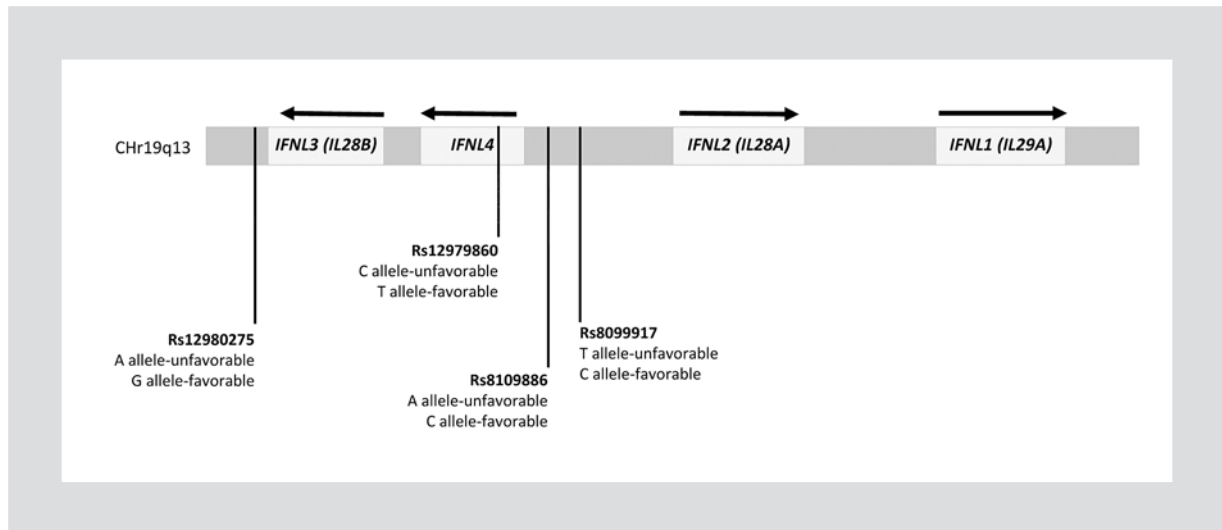 CHr19q13
IFNL3 (IL28B)
IFNL4
IFNL2 (IL28A)
IFNL1 (IL29A)
Rs12979860
C allele-unfavorable
T allele-favorable
Rs12980275
A allele-unfavorable
G allele-favorable
Rs8109886
A allele-unfavorable
C allele-favorable
Rs8099917
T allele-unfavorable
C allele-favorable